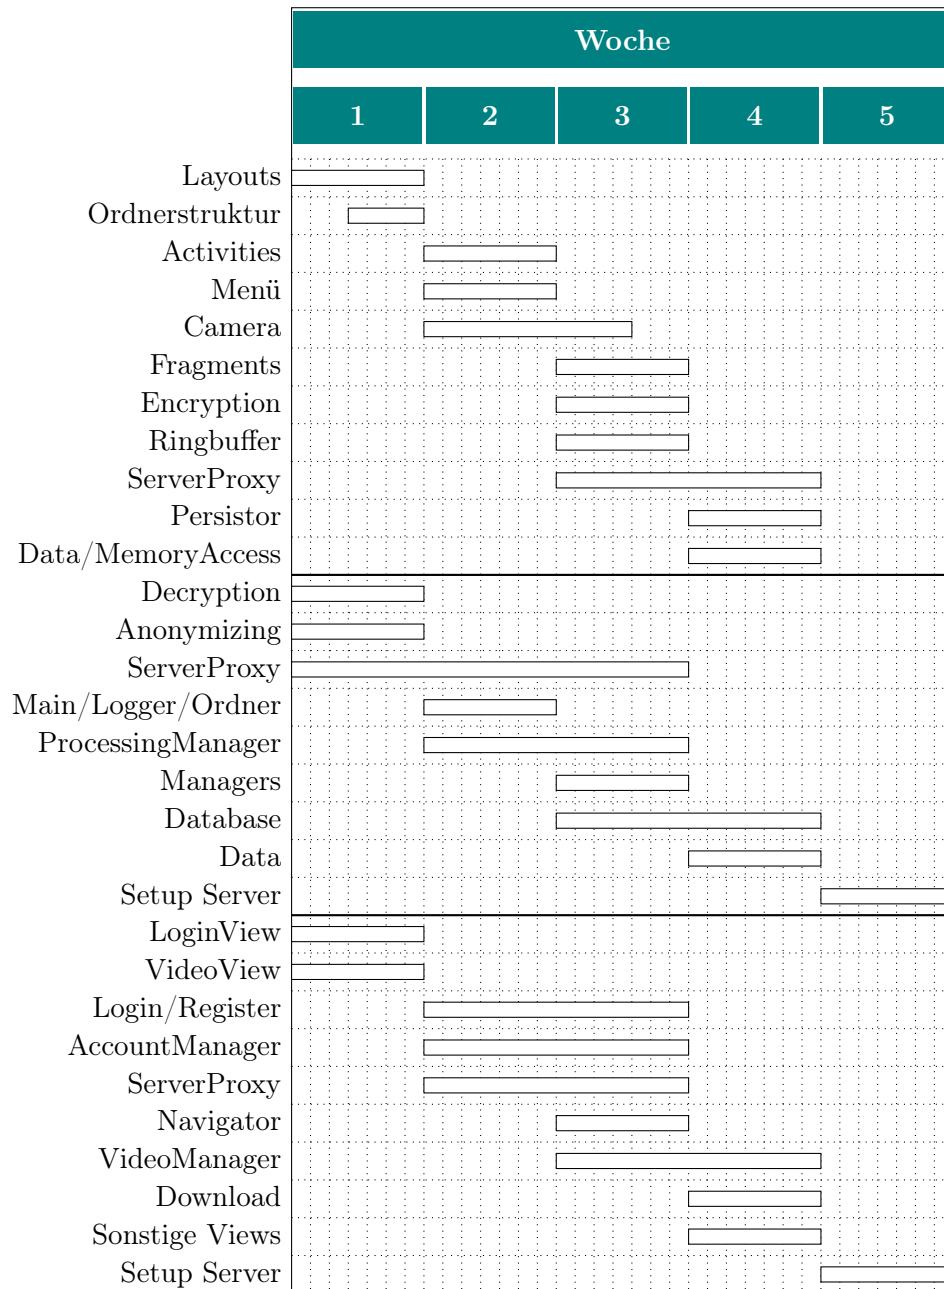 Woche
1 2 3 4 5
Layouts
Ordnerstruktur
Activities
Menü
Camera
Fragments
Encryption
Ringbuffer
ServerProxy
Persistor
Data/MemoryAccess
Decryption
Anonymizing
ServerProxy
Main/Logger/Ordner
ProcessingManager
Managers
Database
Data
Setup Server
LoginView
VideoView
Login/Register
AccountManager
ServerProxy
Navigator
VideoManager
Download
Sonstige Views
Setup Server